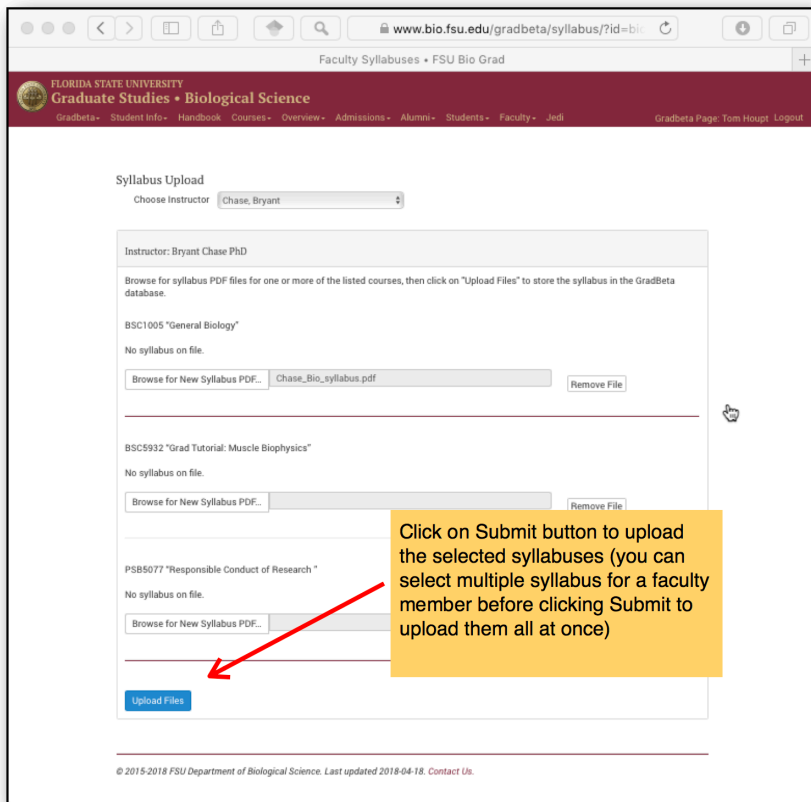 www.bio.fsu.edu/gradbeta/syllabus/?id=bio
Faculty Syllabuses • FSU Bio Grad
FLORIDA STATE UNIVERSITY
Graduate Studies • Biological Science
Gradbeta Student Info Handbook Courses Overview Admissions Alumni Students Faculty Jedi Gradbeta Page: Tom Houpt Logout
Syllabus Upload
Choose Instructor Chase, Bryant
Instructor: Bryant Chase PhD
Browse for syllabus PDF files for one or more of the listed courses, then click on "Upload Files" to store the syllabus in the GradBeta
database.
BSC1005 "General Biology"
No syllabus on file.
Browse for New Syllabus PDF... Chase_Bio_syllabus.pdf Remove File
BSC5932 "Grad Tutorial: Muscle Biophysics"
No syllabus on file.
Browse for New Syllabus PDF... Remove File
Click on Submit button to upload
the selected syllabuses (you can
select multiple syllabus for a faculty
member before clicking Submit to
upload them all at once)
PSB5077 "Responsible Conduct of Research "
No syllabus on file.
Browse for New Syllabus PDF...
Upload Files
© 2015-2018 FSU Department of Biological Science. Last updated 2018-04-18. Contact Us.